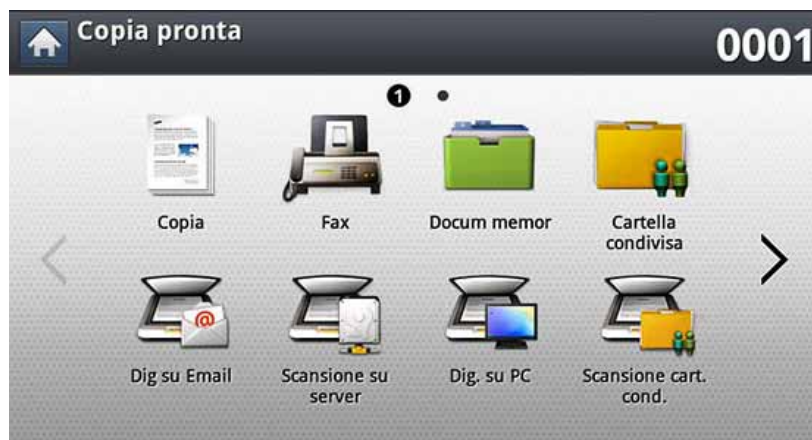 Copia pronta
0001
1
Copia
Fax
Docum memor
Cartella
condivisa
Dig su Email
Scansione su
server
Dig. su PC
Scansione cart.
cond.